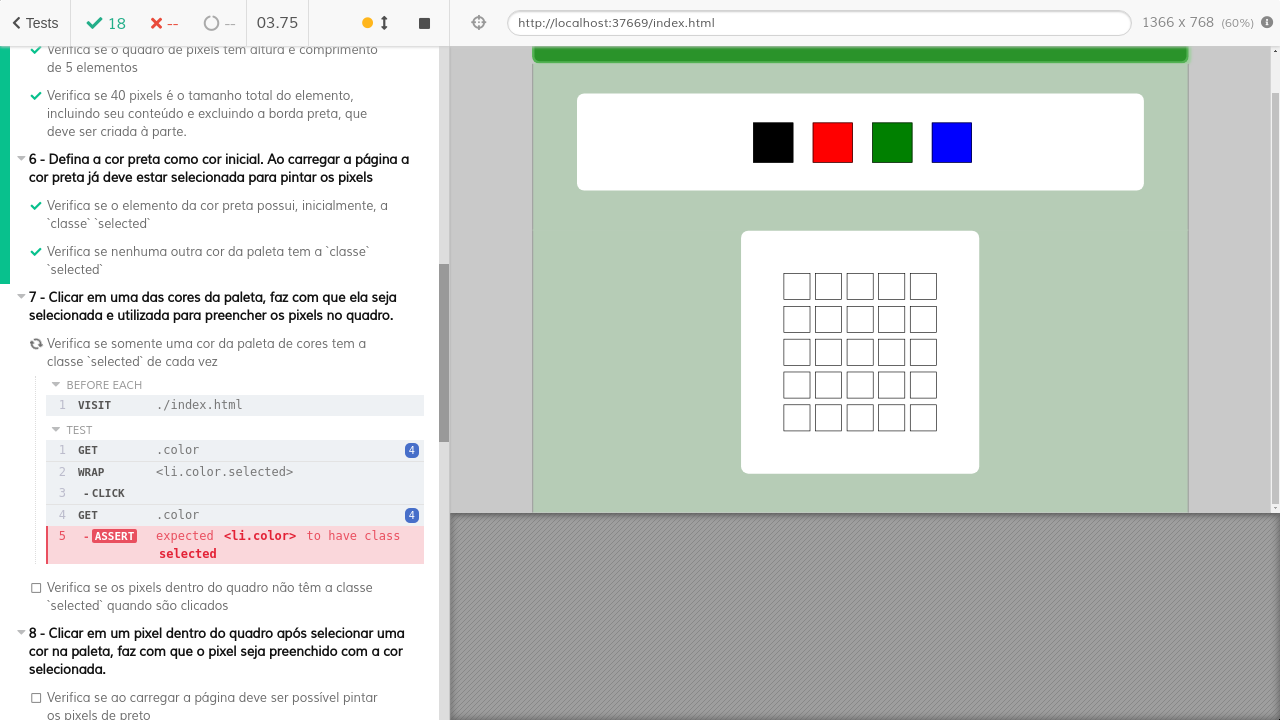 Tests
18
--
--
03.75
http://localhost:37669/index.html
1366 x 768 (60%)
Verifica se o quadro de pixels tem altura e comprimento
de 5 elementos
Verifica se 40 pixels é o tamanho total do elemento,
incluindo seu conteúdo e excluindo a borda preta, que
deve ser criada à parte.
6 - Defina a cor preta como cor inicial. Ao carregar a página a
cor preta já deve estar selecionada para pintar os pixels
Verifica se o elemento da cor preta possui, inicialmente, a
`classe` `selected`
Verifica se nenhuma outra cor da paleta tem a `classe`
`selected`
7 - Clicar em uma das cores da paleta, faz com que ela seja
selecionada e utilizada para preencher os pixels no quadro.
Verifica se somente uma cor da paleta de cores tem a
classe `selected` de cada vez
BEFORE EACH
1 VISIT ./index.html
TEST
1 GET .color 4
2 WRAP <li.color.selected>
3 -CLICK
4 GET .color 4
5 -ASSERT expected <li.color> to have class
selected
Verifica se os pixels dentro do quadro não têm a classe
`selected` quando são clicados
8 - Clicar em um pixel dentro do quadro após selecionar uma
cor na paleta, faz com que o pixel seja preenchido com a cor
selecionada.
Verifica se ao carregar a página deve ser possível pintar
os pixels de preto